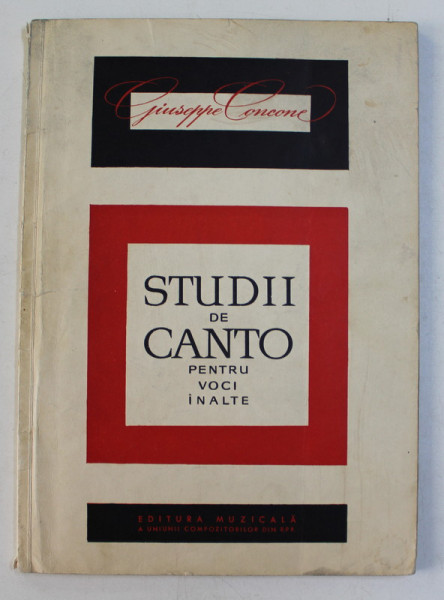 Giuseppe Concone
STUDII
DE
CANTO
PENTRU
VOCI
ÎNALTE
EDITURA MUZICALĂ
A UNIUNII COMPOZITORILOR DIN RPR